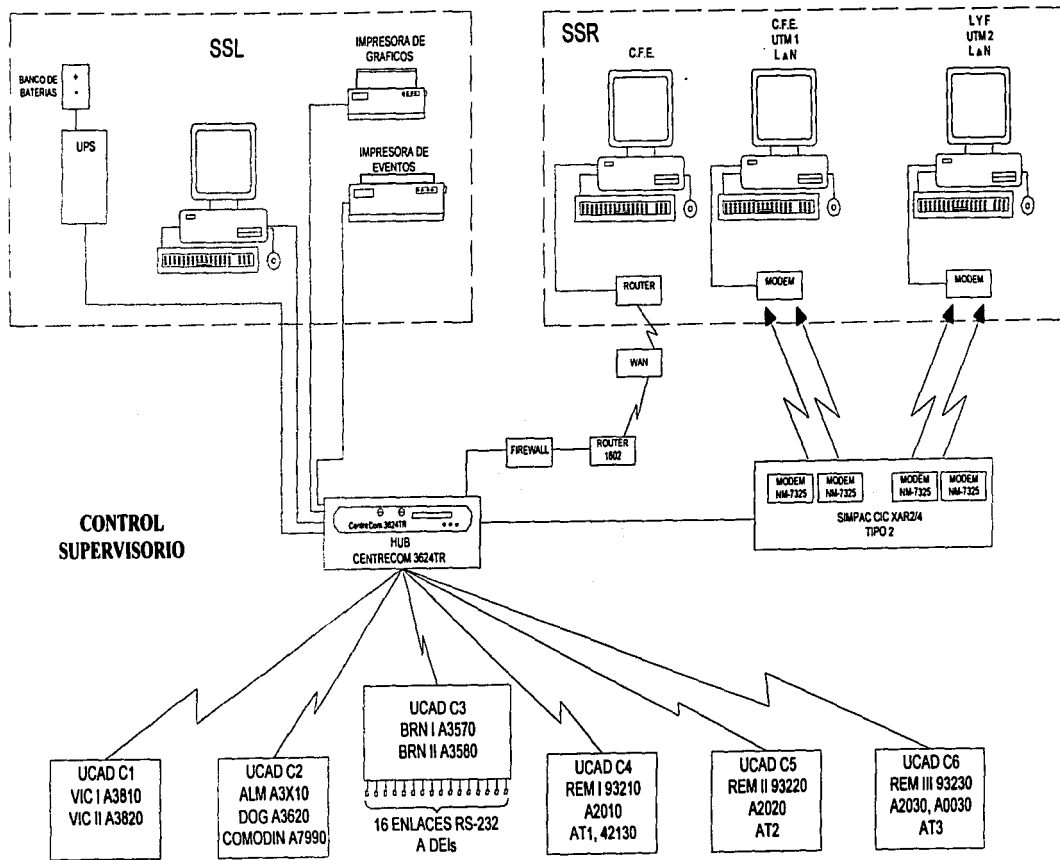 SSL
BANCO DE
BATERIAS
+
-
UPS
IMPRESORA DE
GRAFICOS
IMPRESORA DE
EVENTOS
SSR
C.F.E.
C.F.E.
UTM 1
LAN
LYF
UTM 2
LAN
ROUTER
MODEM
MODEM
WAN
FIREWALL
ROUTER
1602
MODEM
NM-7325
MODEM
NM-7325
MODEM
NM-7325
MODEM
NM-7325
SIMPAC CIC XAR2/4
TIPO 2
CONTROL
SUPERVISORIO
CentreCom 3624TR
HUB
CENTRECOM 3624TR
UCAD C1
VIC I A3810
VIC II A3820
UCAD C2
ALM A3X10
DOG A3620
COMODIN A7990
UCAD C3
BRN I A3570
BRN II A3580
16 ENLACES RS-232
A DEIs
UCAD C4
REM I 93210
A2010
AT1, 42130
UCAD C5
REM II 93220
A2020
AT2
UCAD C6
REM III 93230
A2030, A0030
AT3